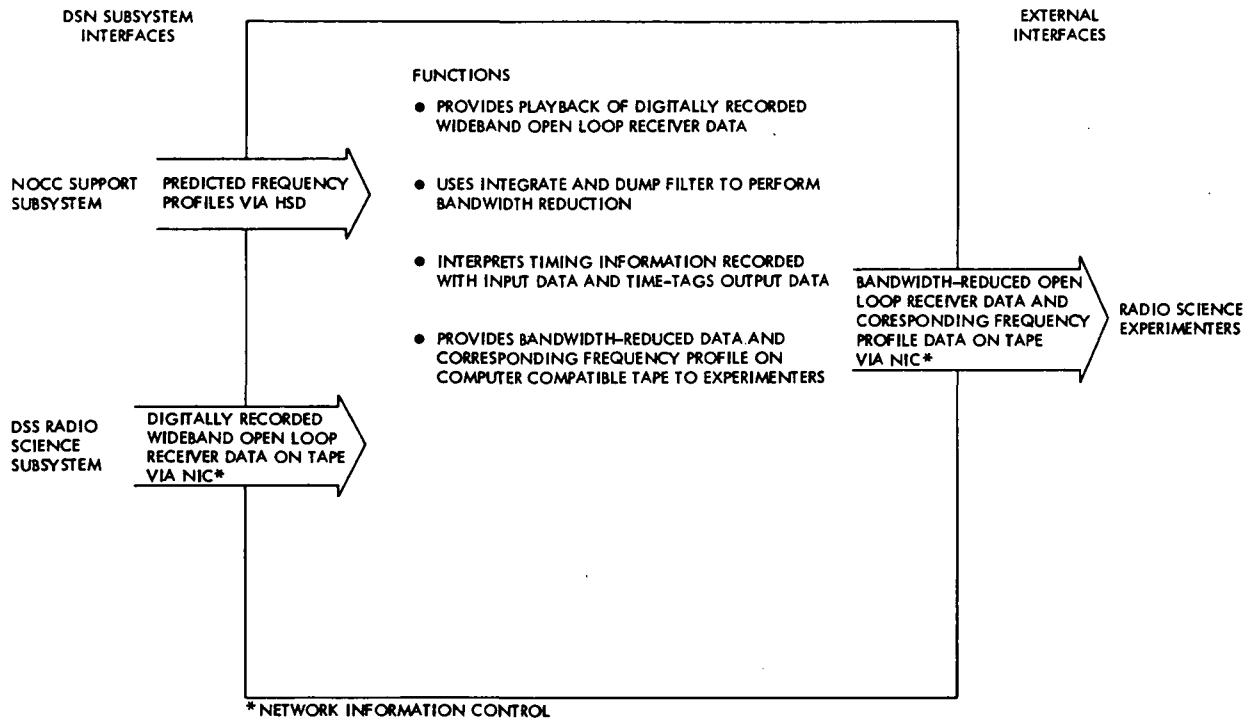 DSN SUBSYSTEM
INTERFACES
EXTERNAL
INTERFACES
FUNCTIONS
● PROVIDES PLAYBACK OF DIGITALLY RECORDED
WIDEBAND OPEN LOOP RECEIVER DATA
NOCC SUPPORT
SUBSYSTEM
PREDICTED FREQUENCY
PROFILES VIA HSD
● USES INTEGRATE AND DUMP FILTER TO PERFORM
BANDWIDTH REDUCTION
● INTERPRETS TIMING INFORMATION RECORDED
WITH INPUT DATA AND TIME-TAGS OUTPUT DATA
BANDWIDTH-REDUCED OPEN
LOOP RECEIVER DATA AND
CORESPONDING FREQUENCY
PROFILE DATA ON TAPE
VIA NIC*
RADIO SCIENCE
EXPERIMENTERS
● PROVIDES BANDWIDTH-REDUCED DATA AND
CORRESPONDING FREQUENCY PROFILE ON
COMPUTER COMPATIBLE TAPE TO EXPERIMENTERS
DSS RADIO
SCIENCE
SUBSYSTEM
DIGITALLY RECORDED
WIDEBAND OPEN LOOP
RECEIVER DATA ON TAPE
VIA NIC*
* NETWORK INFORMATION CONTROL